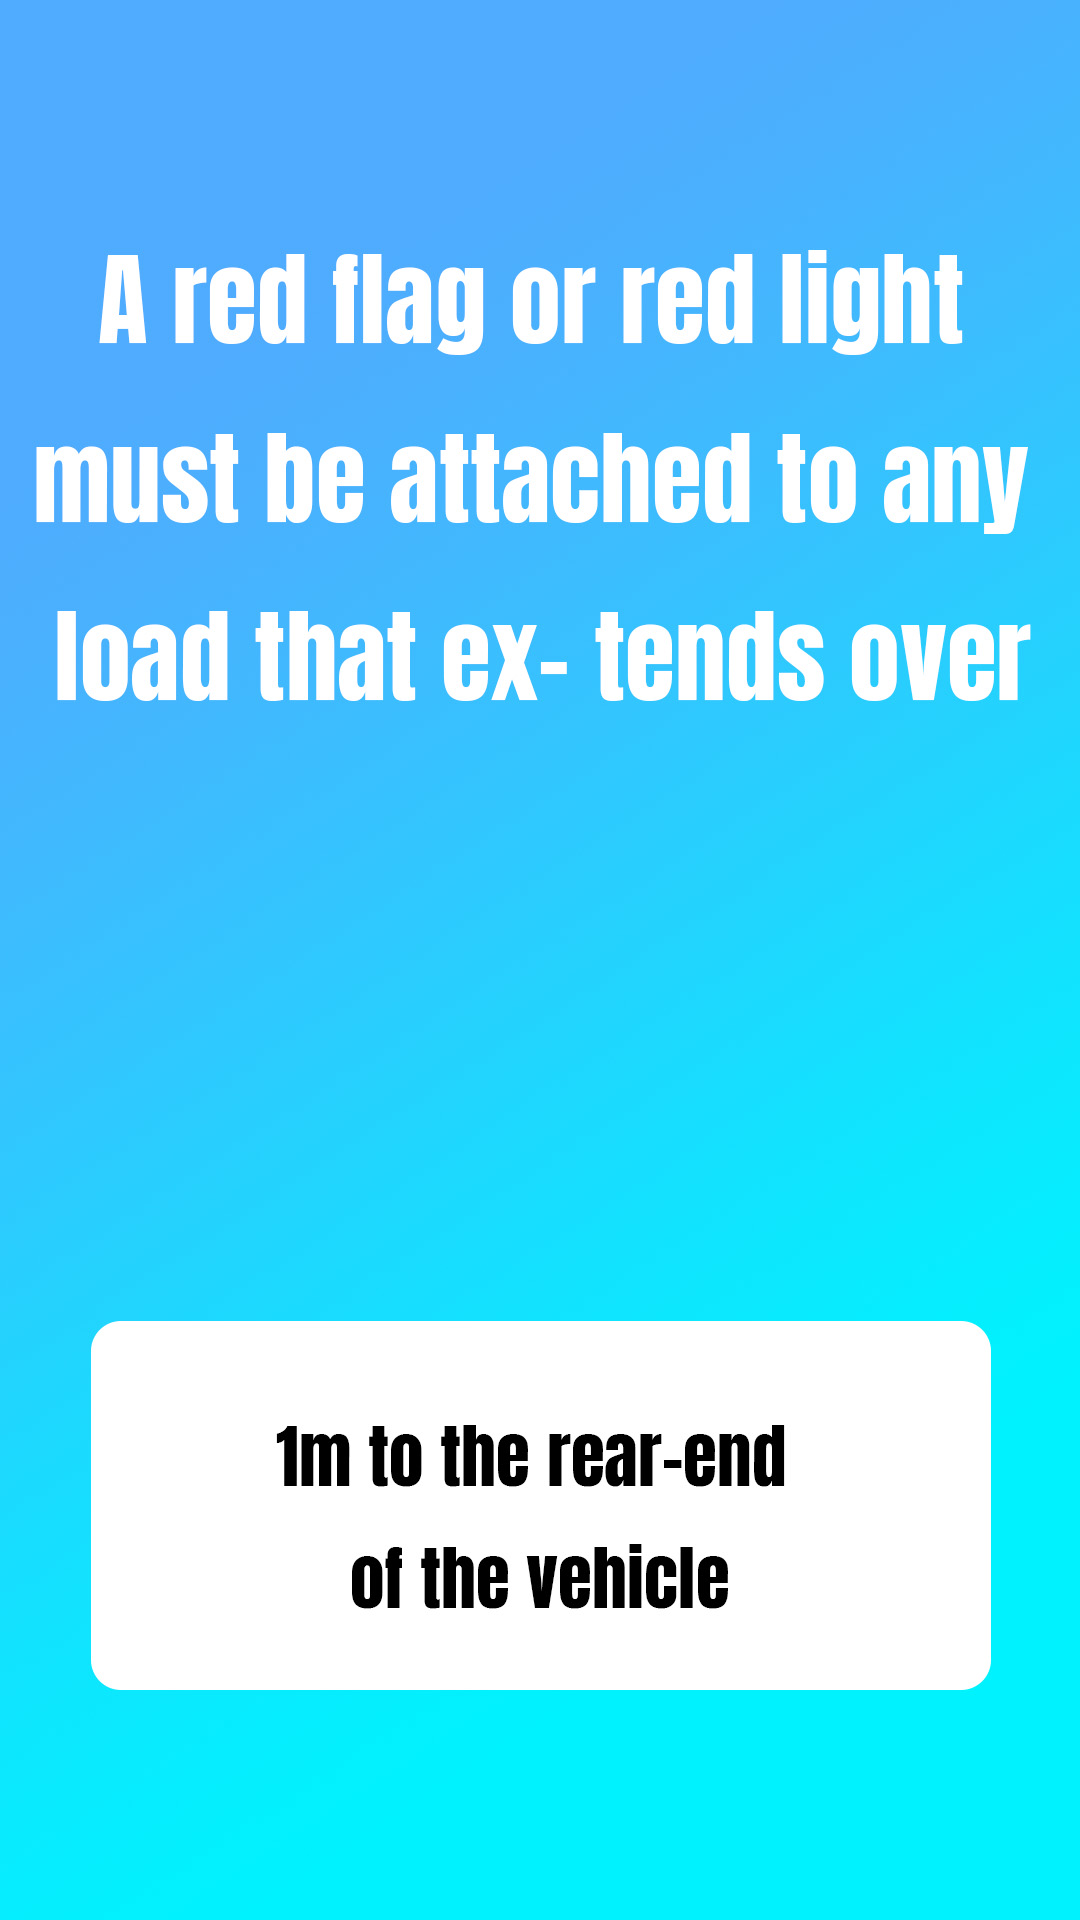 A red flag or red light
must be attached to any
load that ex- tends over
1m to the rear-end
of the vehicle